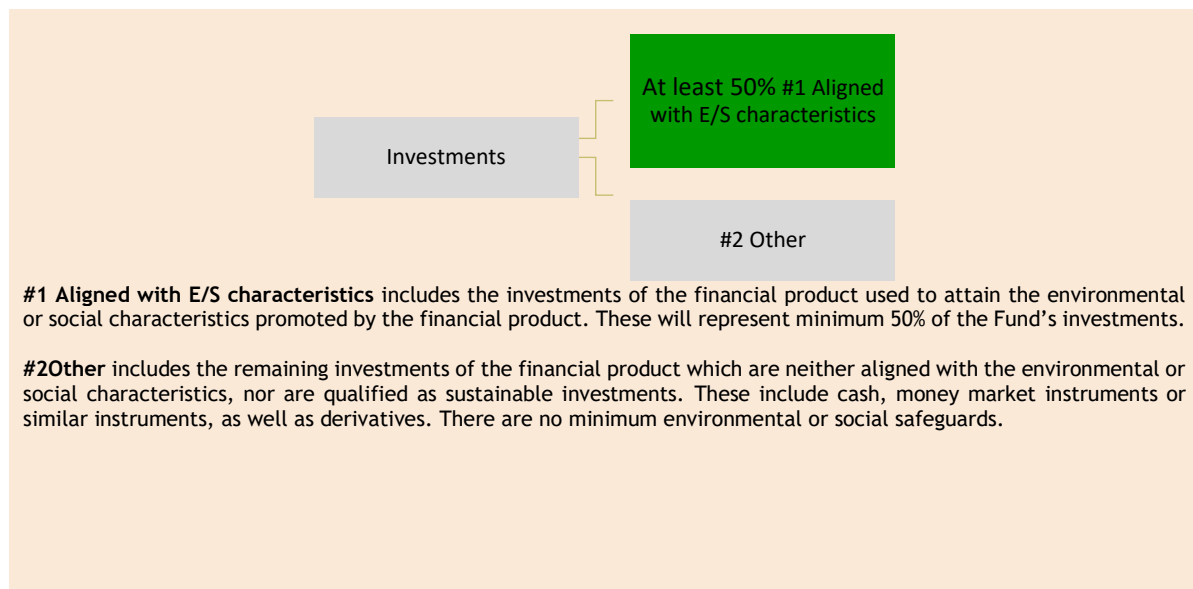 At least 50% #1 Aligned
with E/S characteristics
Investments
#2 Other
#1 Aligned with E/S characteristics includes the investments of the financial product used to attain the environmental
or social characteristics promoted by the financial product. These will represent minimum 50% of the Fund’s investments.
#2Other includes the remaining investments of the financial product which are neither aligned with the environmental or
social characteristics, nor are qualified as sustainable investments. These include cash, money market instruments or
similar instruments, as well as derivatives. There are no minimum environmental or social safeguards.